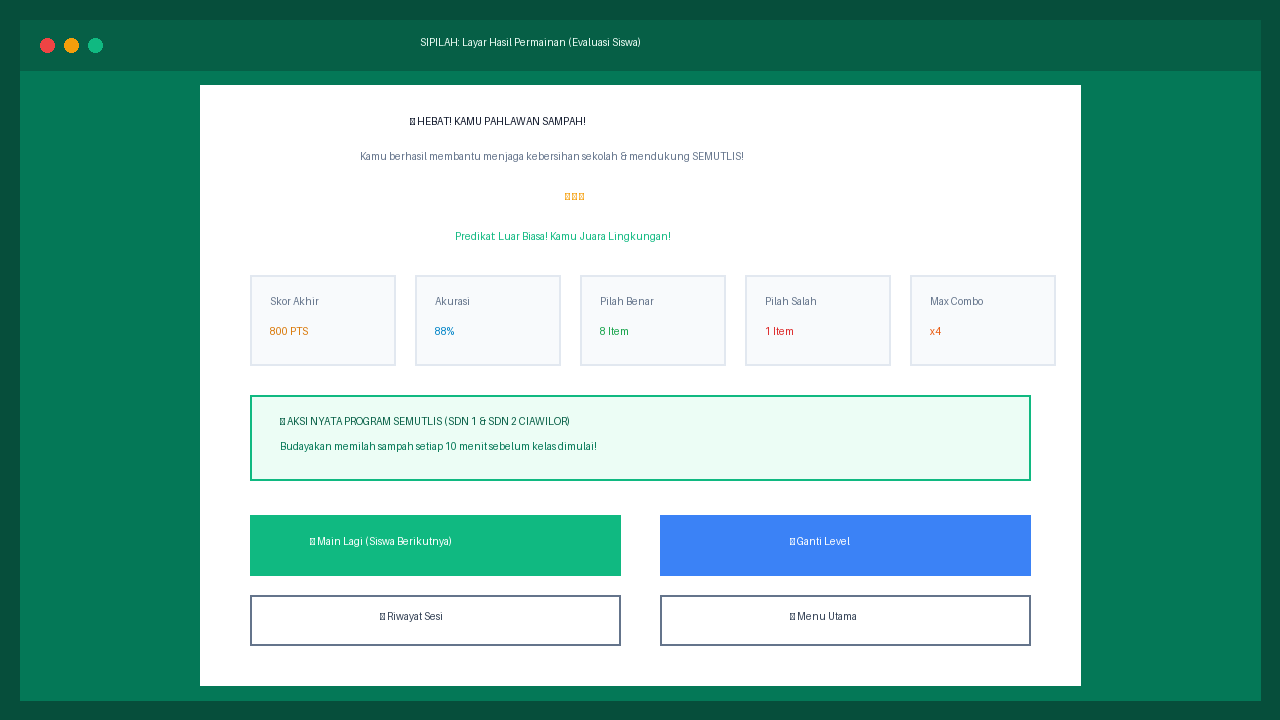 SIPILAH: Layar Hasil Permainan (Evaluasi Siswa)
HEBAT! KAMU PAHLAWAN SAMPAH!
Kamu berhasil membantu menjaga kebersihan sekolah & mendukung SEMUTLIS!
Predikat: Luar Biasa! Kamu Juara Lingkungan!
Skor Akhir
800 PTS
Akurasi
88%
Pilah Benar
8 Item
Pilah Salah
1 Item
Max Combo
x4
AKSI NYATA PROGRAM SEMUTLIS (SDN 1 & SDN 2 CIAWILOR)
Budayakan memilah sampah setiap 10 menit sebelum kelas dimulai!
Main Lagi (Siswa Berikutnya)
Ganti Level
Riwayat Sesi
Menu Utama